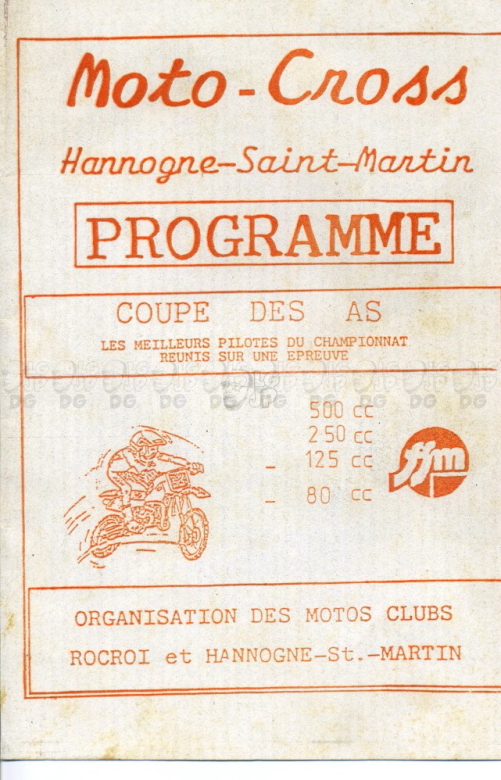 Moto-Cross
Hannogne-Saint-Martin
PROGRAMME
COUPE DES AS
LES MEILLEURS PILOTES DU CHAMPIONNAT
REUNIS SUR UNE EPREUVE
500 cc
250 cc
- 125 cc
- 80 cc
ffm
ORGANISATION DES MOTOS CLUBS
ROCROI et HANNOGNE-St.-MARTIN
DG DG DG DG DG DG DG DG DG